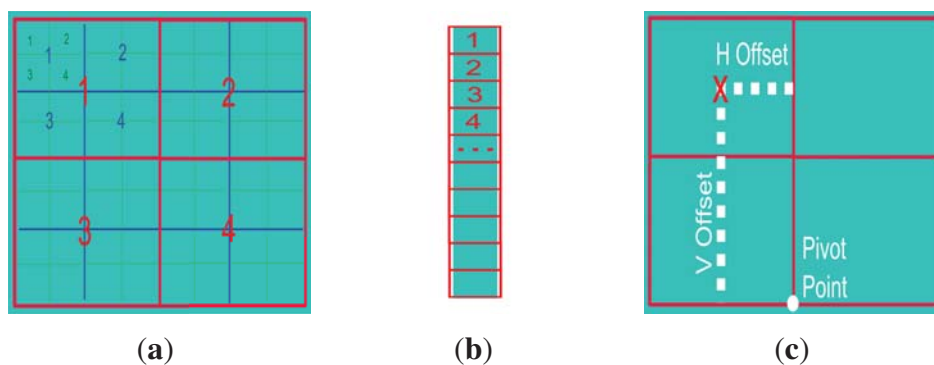 1 2
1 2
3 4
1 2
3 4
3 4
1
2
3
4
- - -
H Offset
X
V Offset
Pivot
Point
(a) (b) (c)